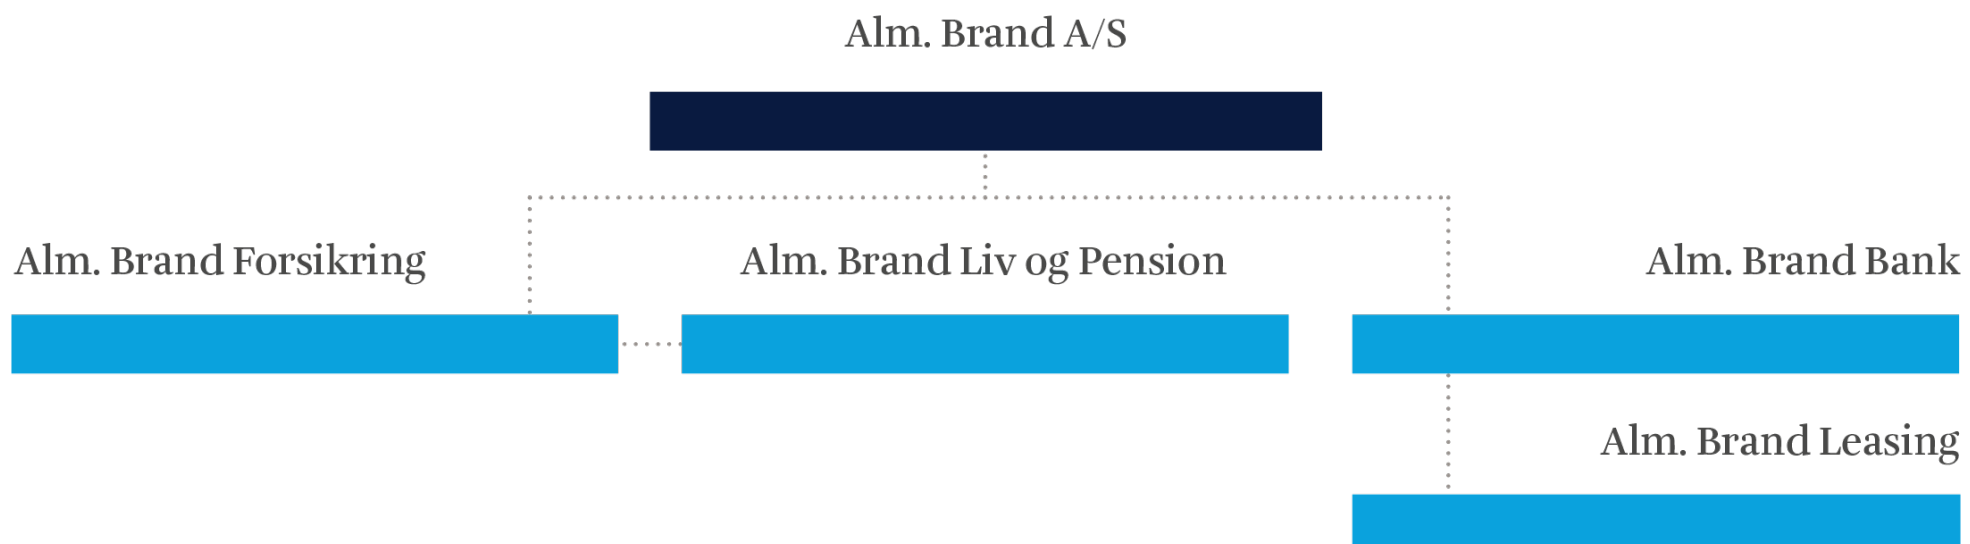 Alm. Brand A/S
Alm. Brand Forsikring
Alm. Brand Liv og Pension
Alm. Brand Bank
Alm. Brand Leasing